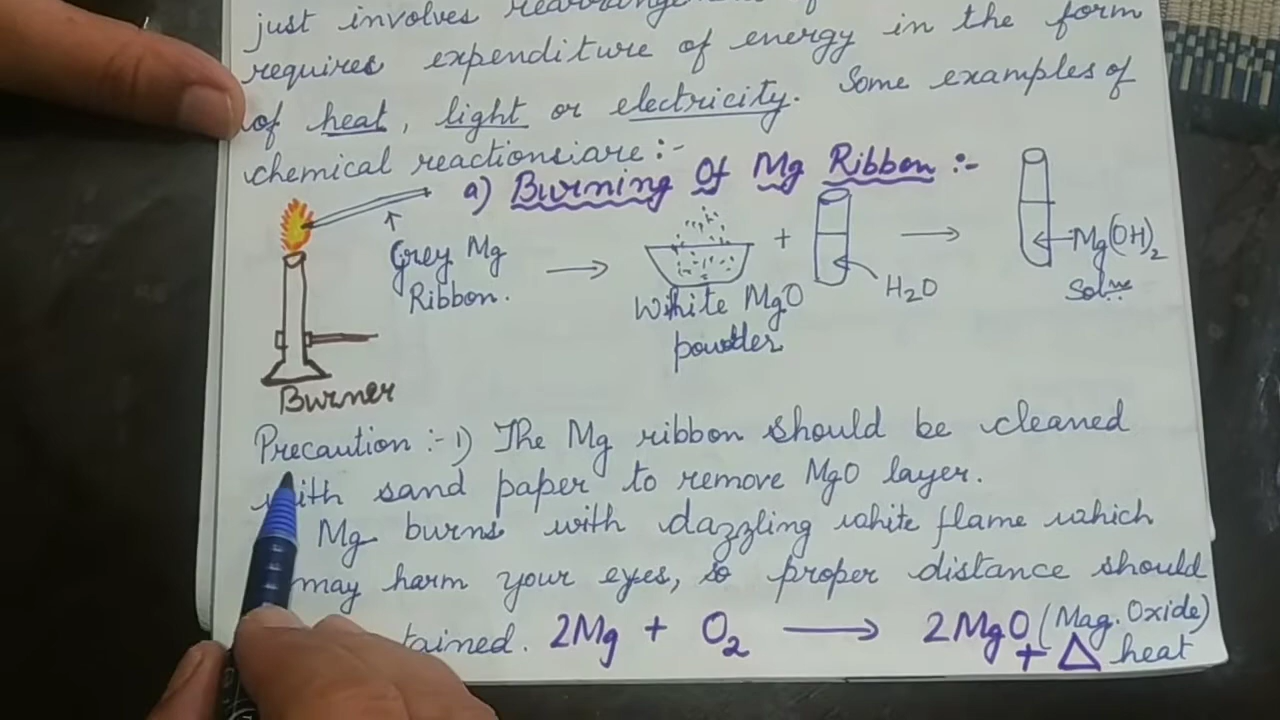 just involves
requires expenditure of energy in the form
of heat, light or electricity. Some examples of
chemical reactions are :-
a) Burning Of Mg Ribbon :-
Grey Mg
Ribbon.
Burner
White MgO
powder
+
H2O
Mg(OH)2
Soln
Precaution :- 1) The Mg ribbon should be cleaned
with sand paper to remove MgO layer.
Mg burns with dazzling white flame which
may harm your eyes, so proper distance should
tained. 2Mg + O2 → 2MgO (Mag. Oxide)
+ Δ heat